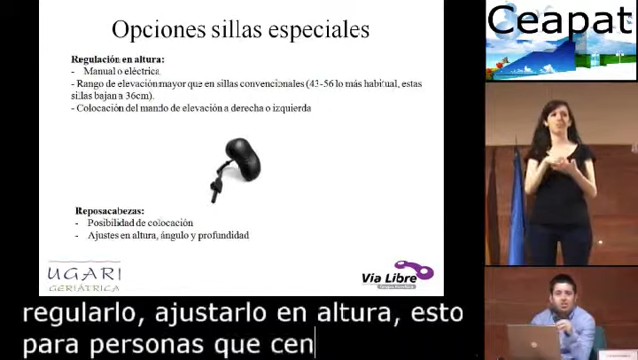 Opciones sillas especiales
Ceapat
Regulación en altura:
- Manual o eléctrica.
- Rango de elevación mayor que en sillas convencionales (43-56 lo más habitual, estas
sillas bajan a 36cm).
- Colocación del mando de elevación a derecha o izquierda
Reposacabezas:
- Posibilidad de colocación
- Ajustes en altura, ángulo y profundidad
UGARI
GERIÁTRICA
Vía Libre
regularlo, ajustarlo en altura, esto
para personas que cen